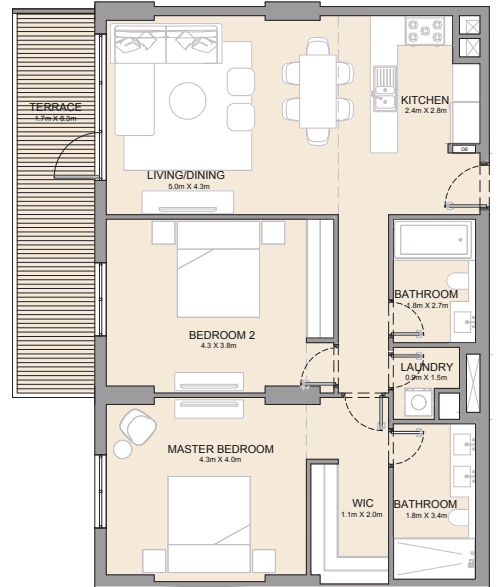 TERRACE
1.7m X 8.3m
KITCHEN
2.4m X 2.8m
DB
LIVING/DINING
5.0m X 4.3m
BATHROOM
1.8m X 2.7m
BEDROOM 2
4.3 X 3.8m
LAUNDRY
0.9m X 1.5m
MASTER BEDROOM
4.3m X 4.0m
WIC
1.1m X 2.0m
BATHROOM
1.8m X 3.4m